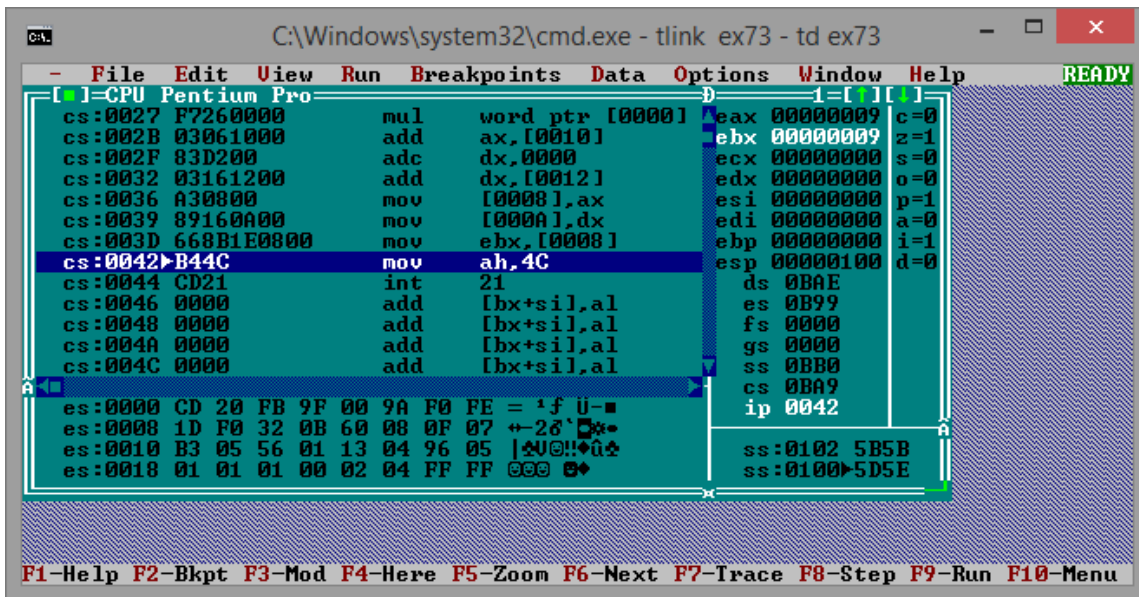 C:\Windows\system32\cmd.exe - tlink ex73 - td ex73
- File Edit View Run Breakpoints Data Options Window Help READY
[■]=CPU Pentium Pro 1=[↑][↓]
cs:0027 F7260000 mul word ptr [0000] eax 00000009 c=0
cs:002B 03061000 add ax,[0010] ebx 00000009 z=1
cs:002F 83D200 adc dx,0000 ecx 00000000 s=0
cs:0032 03161200 add dx,[0012] edx 00000000 o=0
cs:0036 A30800 mov [0008],ax esi 00000000 p=1
cs:0039 89160A00 mov [000A],dx edi 00000000 a=0
cs:003D 668B1E0800 mov ebx,[0008] ebp 00000000 i=1
cs:0042►B44C mov ah,4C esp 00000100 d=0
cs:0044 CD21 int 21 ds 0BAE
cs:0046 0000 add [bx+si],al es 0B99
cs:0048 0000 add [bx+si],al fs 0000
cs:004A 0000 add [bx+si],al gs 0000
cs:004C 0000 add [bx+si],al ss 0BB0
cs 0BA9
es:0000 CD 20 FB 9F 00 9A F0 FE ip 0042
es:0008 1D F0 32 0B 60 08 0F 07
es:0010 B3 05 56 01 13 04 96 05 ss:0102 5B5B
es:0018 01 01 01 00 02 04 FF FF ss:0100►5D5E
F1-Help F2-Bkpt F3-Mod F4-Here F5-Zoom F6-Next F7-Trace F8-Step F9-Run F10-Menu